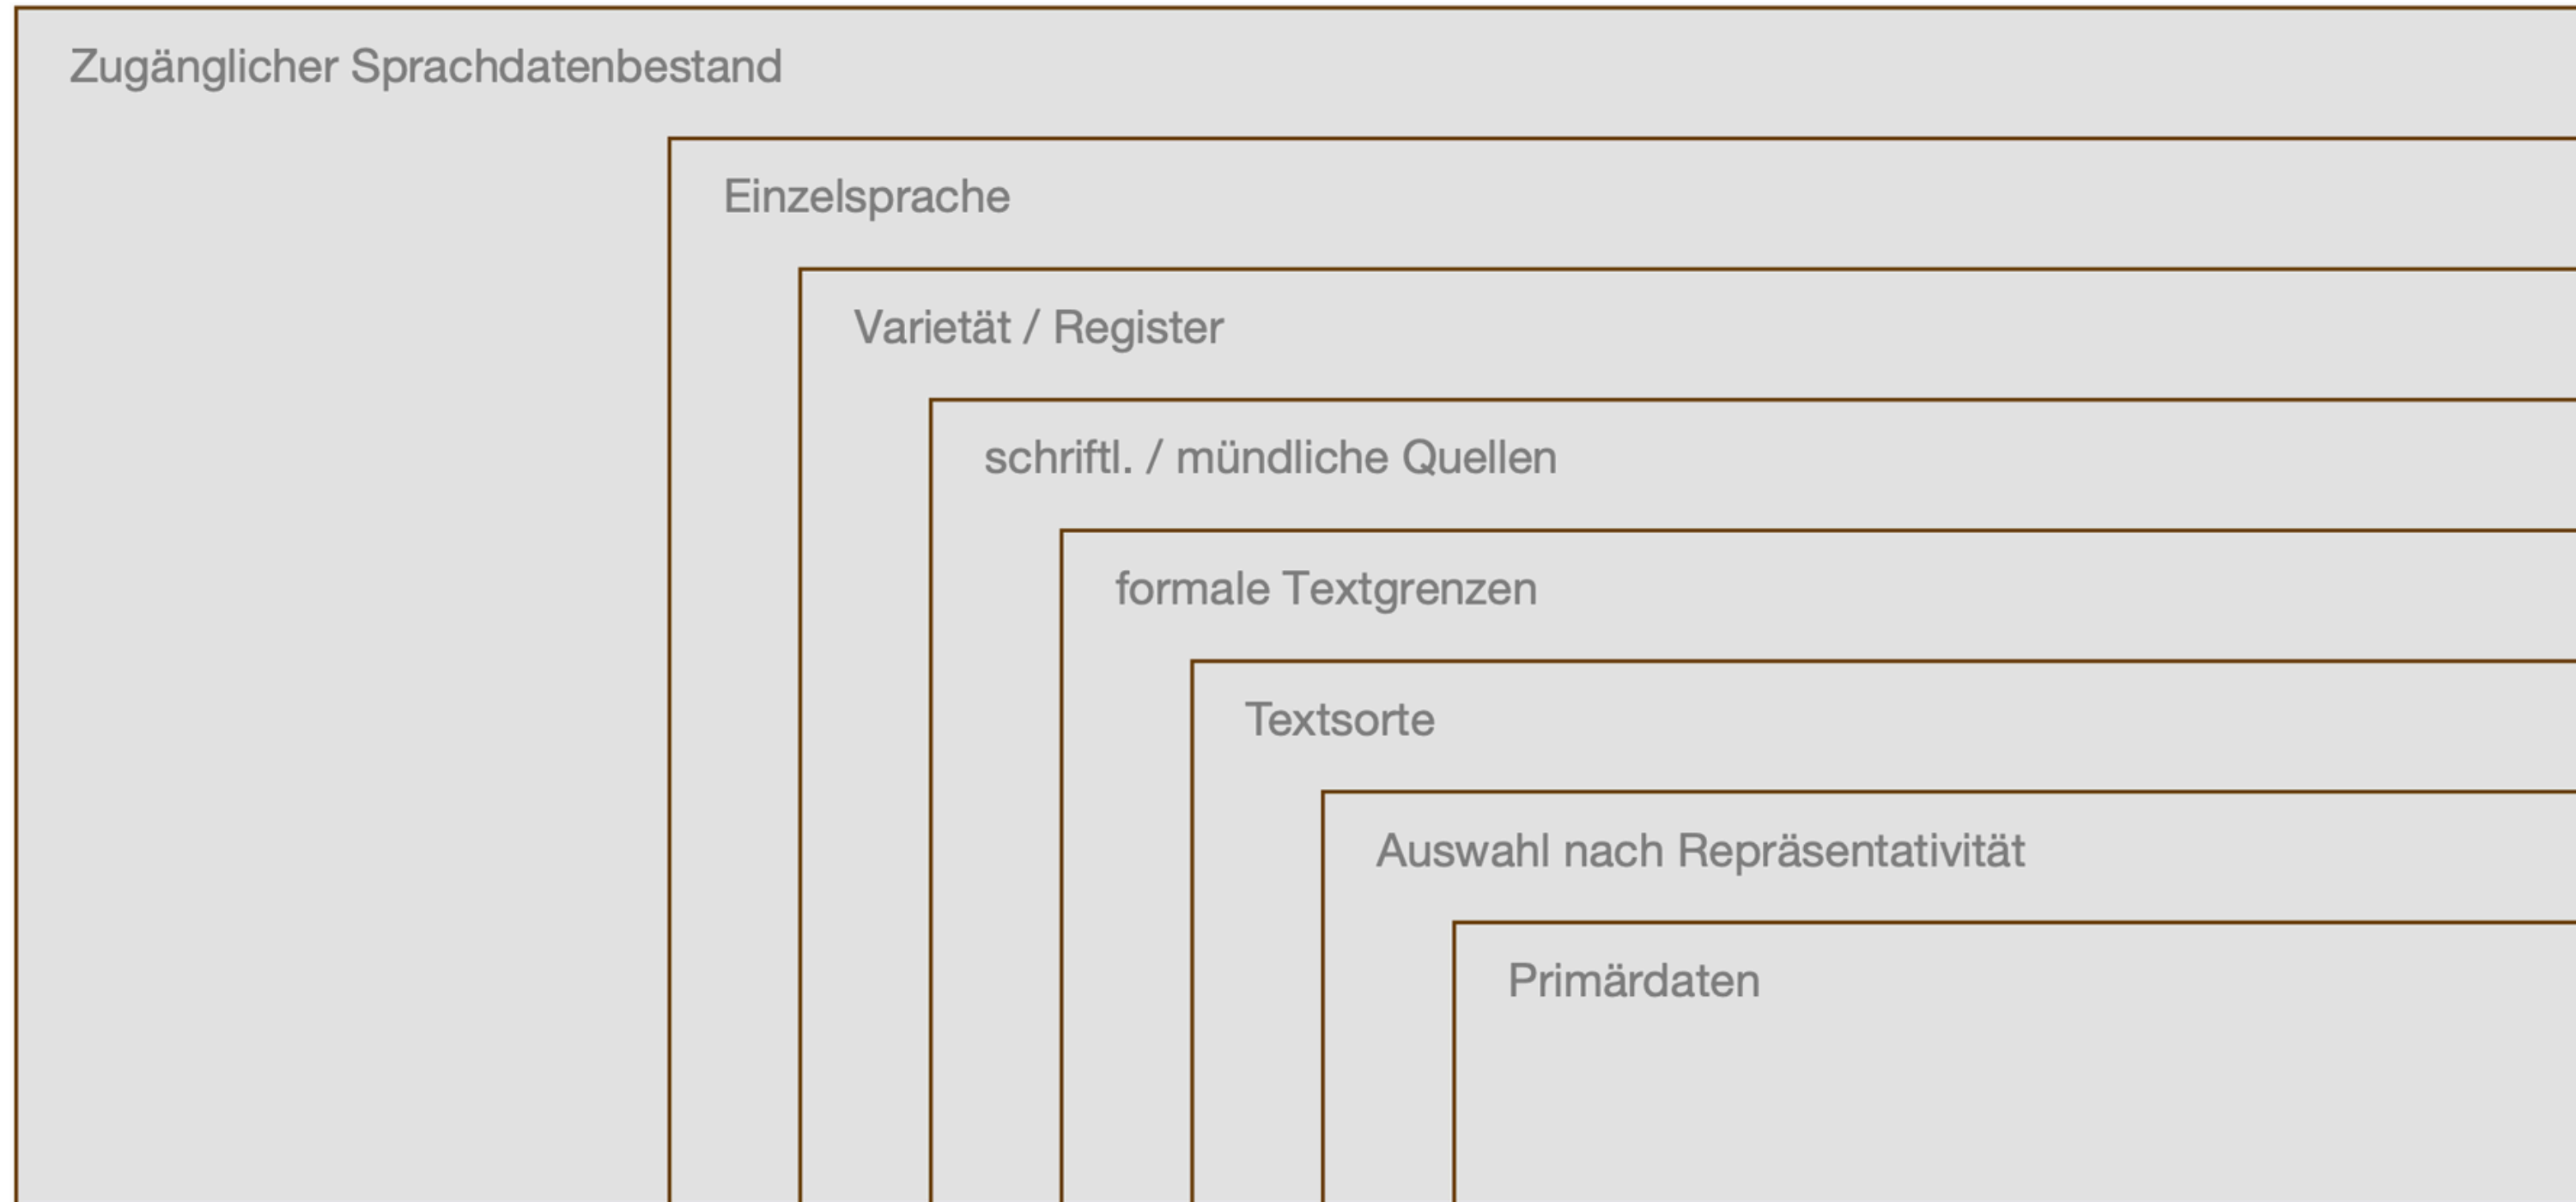 Zugänglicher Sprachdatenbestand
Einzelsprache
Varietät / Register
schriftl. / mündliche Quellen
formale Textgrenzen
Textsorte
Auswahl nach Repräsentativität
Primärdaten